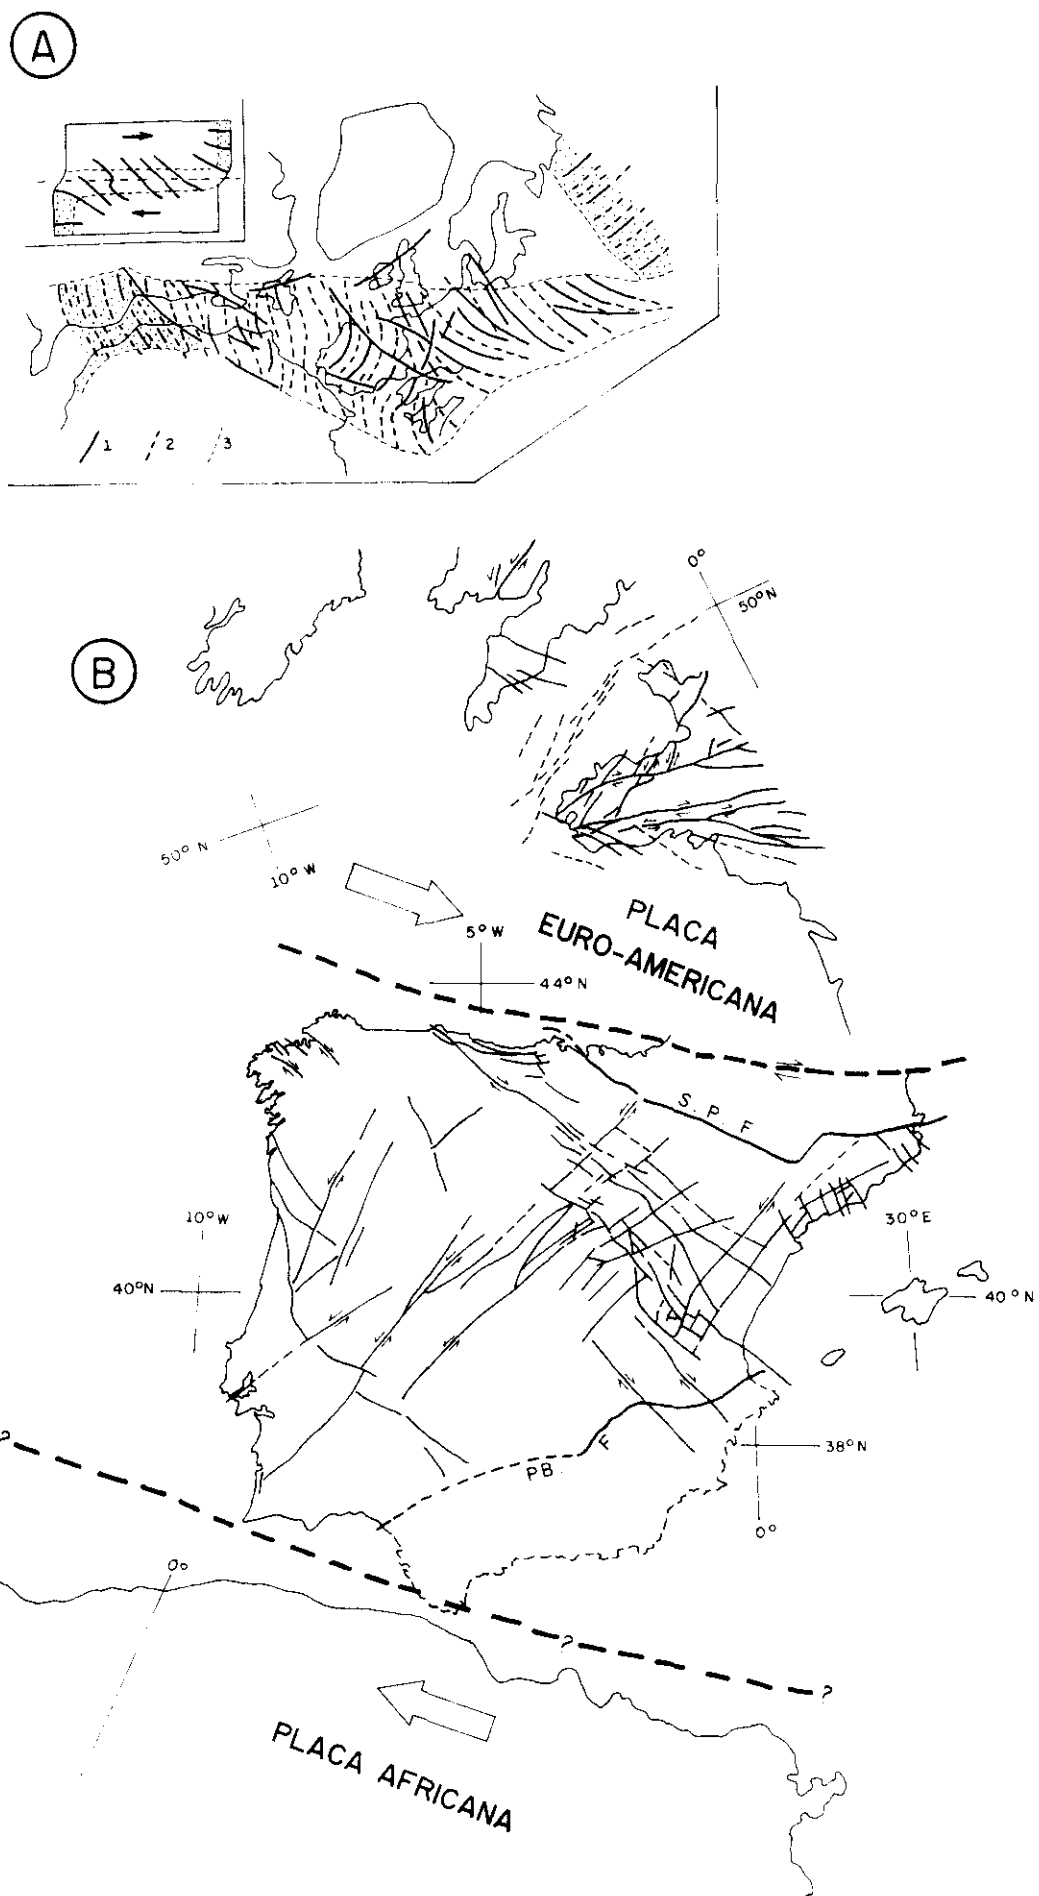 A
1 2 3
0°
50°N
B
50° N
10° W
PLACA
EURO-AMERICANA
5° W
44°N
S. P. F
10°W
30°E
40°N
40°N
38°N
F
PB.
?
0°
0°
?
?
PLACA AFRICANA